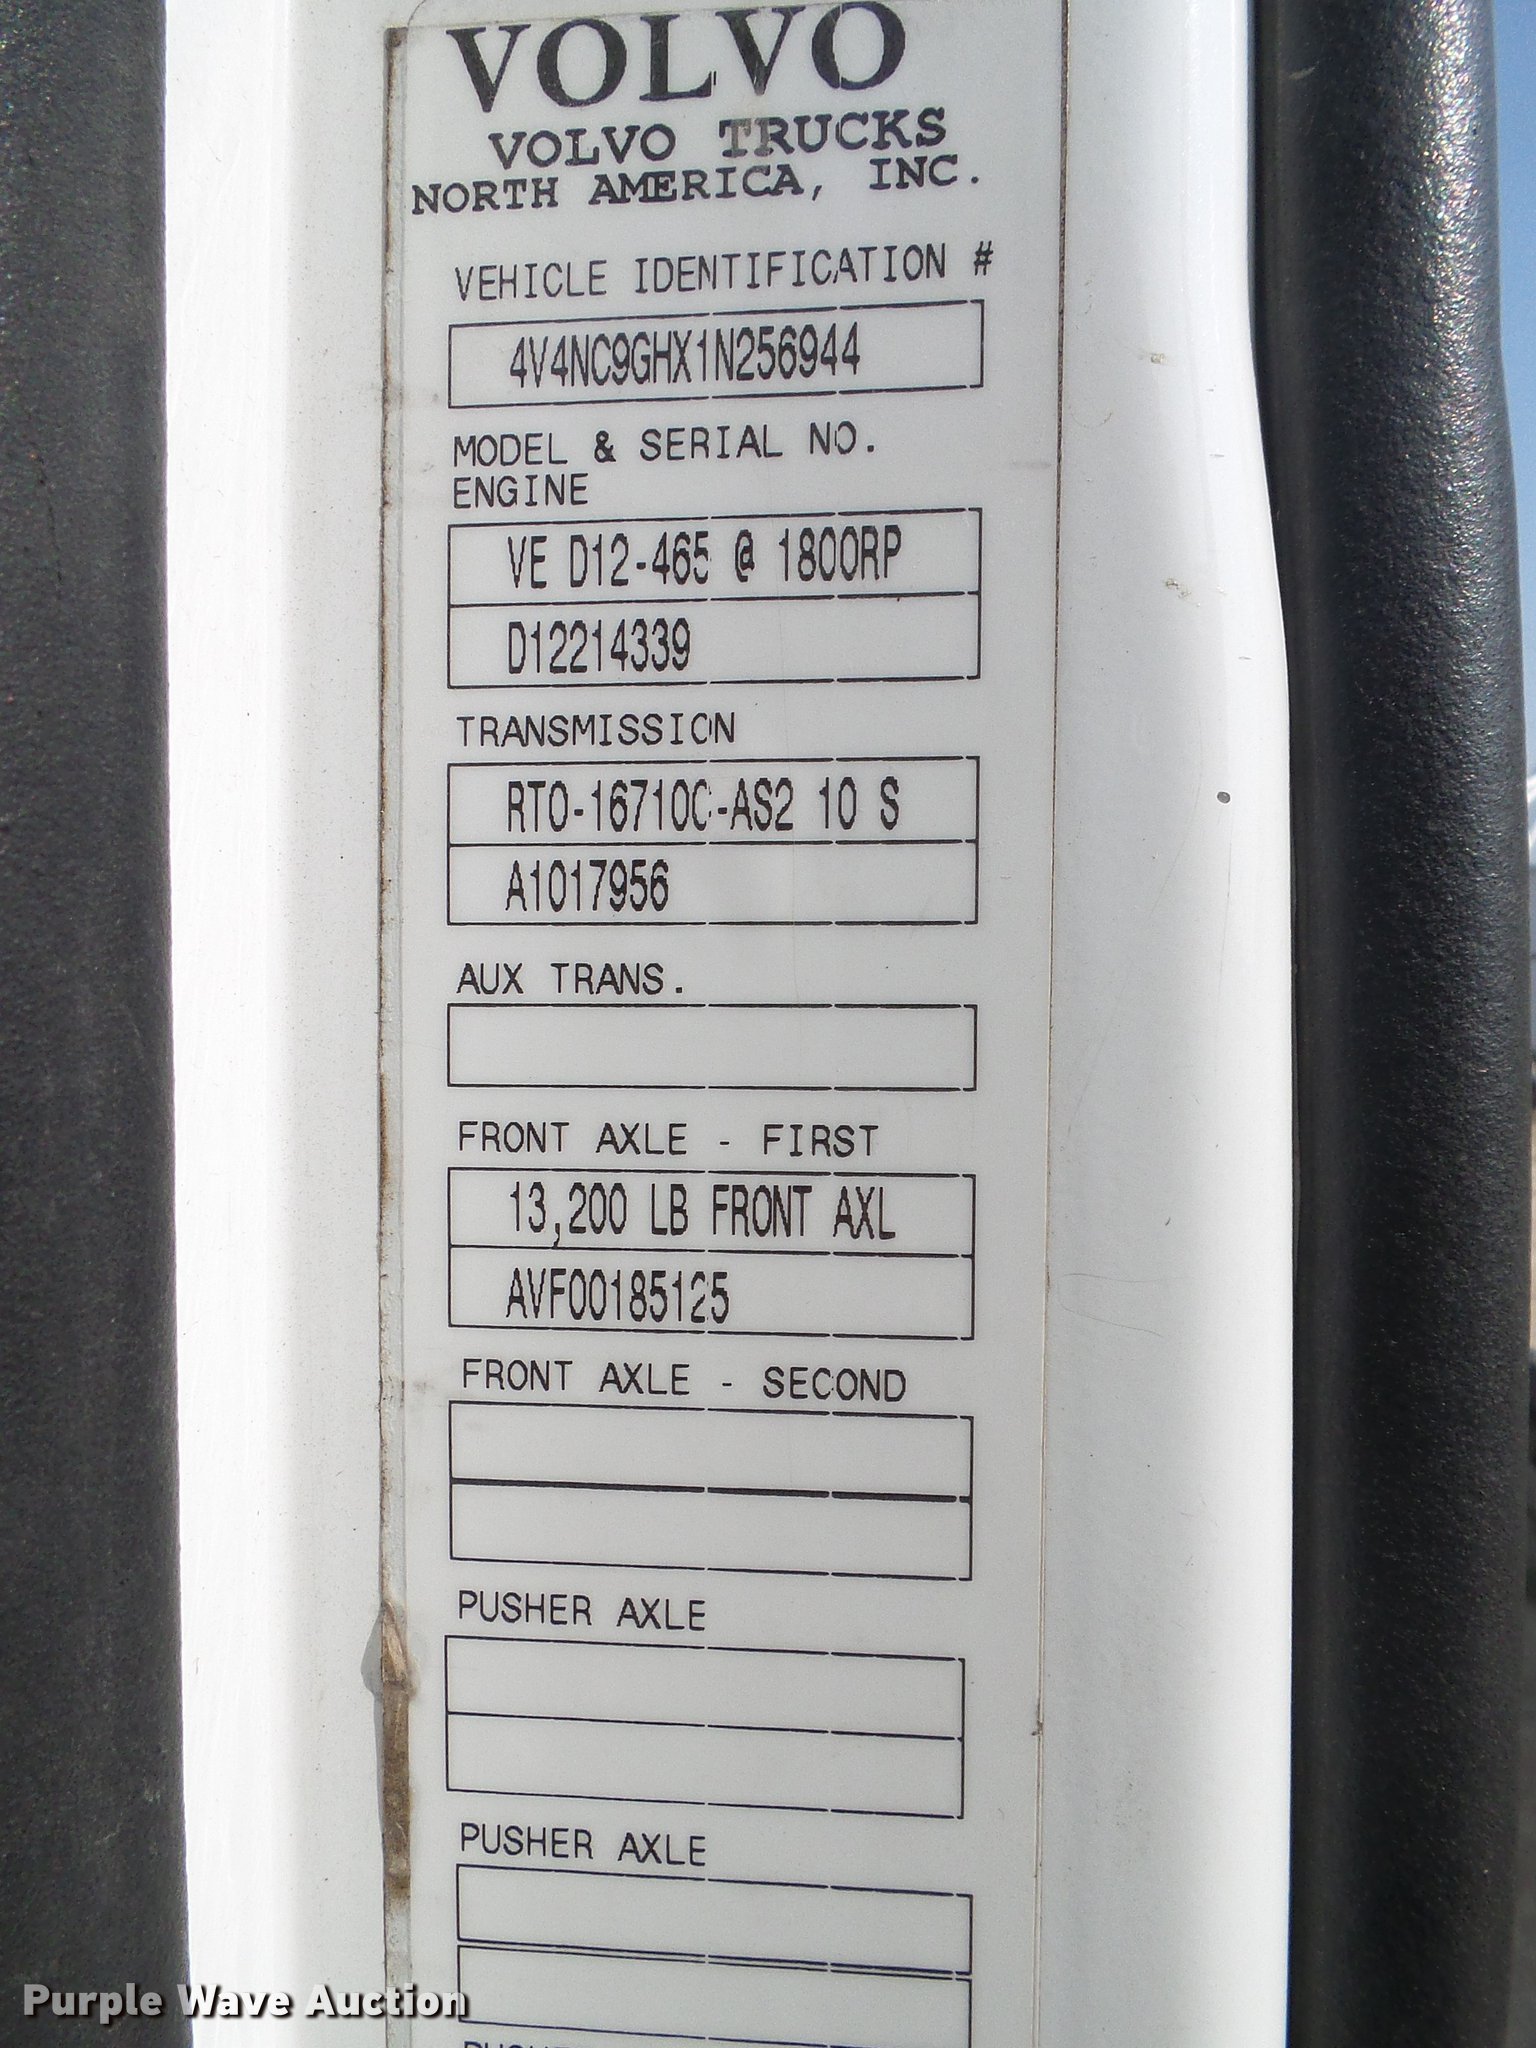 VOLVO
VOLVO TRUCKS
NORTH AMERICA, INC.
VEHICLE IDENTIFICATION #
4V4NC9GHX1N256944
MODEL & SERIAL NO.
ENGINE
VE D12-465 @ 1800RP
D12214339
TRANSMISSION
RTO-16710C-AS2 10 S
A1017956
AUX TRANS.
FRONT AXLE - FIRST
13,200 LB FRONT AXL
AVF00185125
FRONT AXLE - SECOND
PUSHER AXLE
PUSHER AXLE
Purple Wave Auction